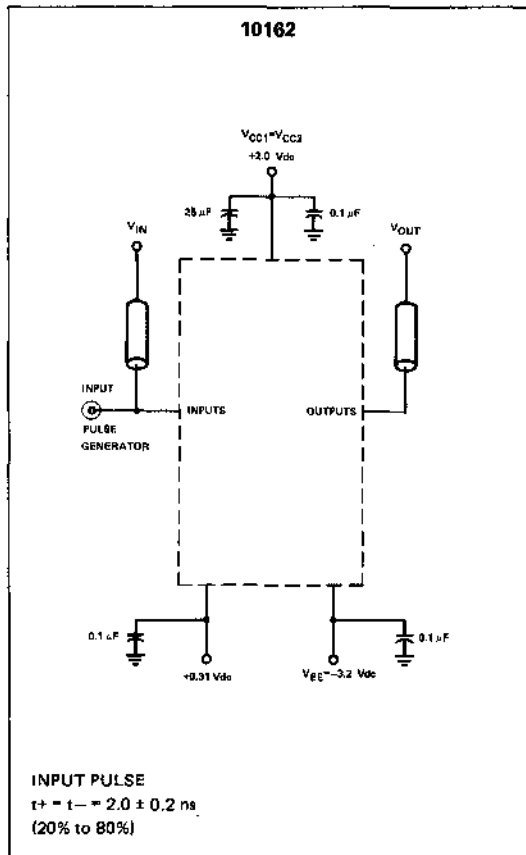 10162
VCC1=VCC2
+2.0 Vdc
25 μF
0.1 μF
VIN
VOUT
INPUT
INPUTS
OUTPUTS
PULSE
GENERATOR
0.1 μF
0.1 μF
+0.31 Vdc
VEE=-3.2 Vdc
INPUT PULSE
t+ = t− = 2.0 ± 0.2 ns
(20% to 80%)